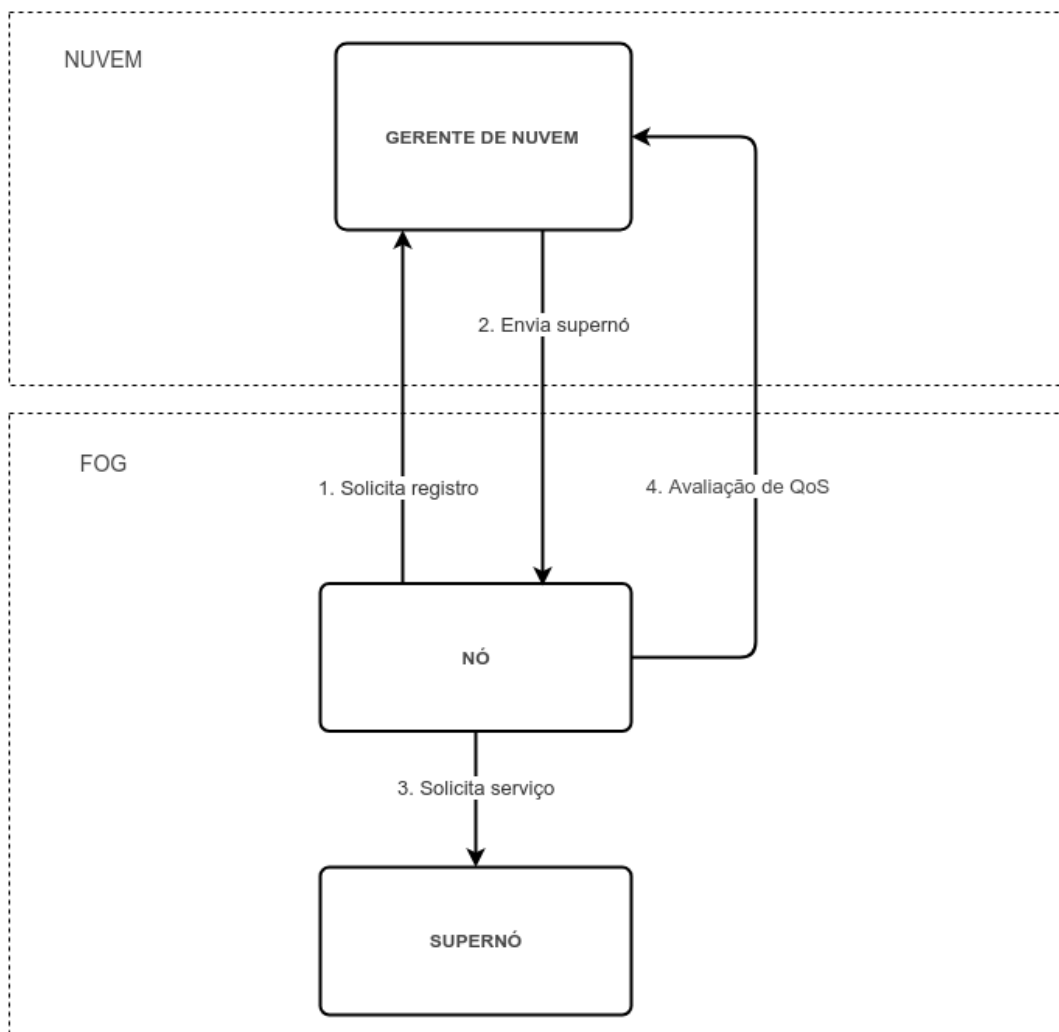 NUVEM
GERENTE DE NUVEM
2. Envia supernó
FOG
1. Solicita registro
4. Avaliação de QoS
NÓ
3. Solicita serviço
SUPERNÓ